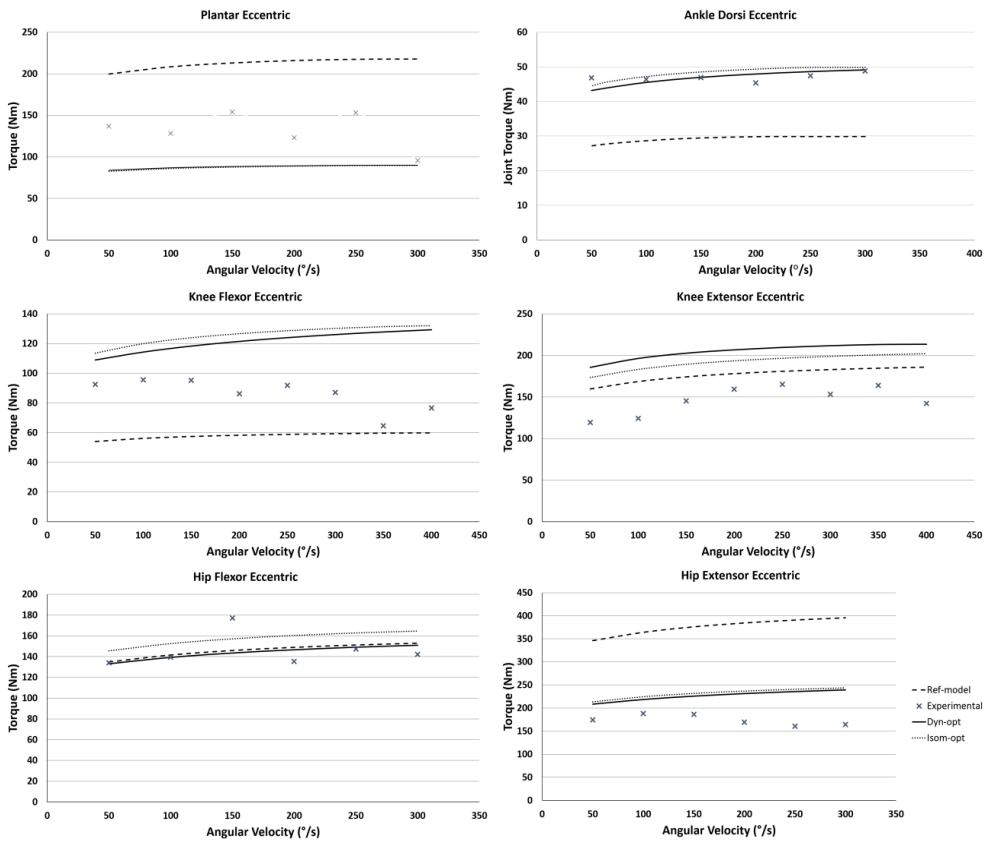 Plantar Eccentric
250
200
150
100
50
0
0 50 100 150 200 250 300 350
Torque (Nm)
Angular Velocity (°/s)
Ankle Dorsi Eccentric
60
50
40
30
20
10
0
0 50 100 150 200 250 300 350 400
Joint Torque (Nm)
Angular Velocity (°/s)
Knee Flexor Eccentric
140
120
100
80
60
40
20
0
0 50 100 150 200 250 300 350 400 450
Torque (Nm)
Angular Velocity (°/s)
Knee Extensor Eccentric
250
200
150
100
50
0
0 50 100 150 200 250 300 350 400 450
Torque (Nm)
Angular Velocity (°/s)
Hip Flexor Eccentric
200
180
160
140
120
100
80
60
40
20
0
0 50 100 150 200 250 300 350
Torque (Nm)
Angular Velocity (°/s)
Hip Extensor Eccentric
450
400
350
300
250
200
150
100
50
0
0 50 100 150 200 250 300 350
Torque (Nm)
Angular Velocity (°/s)
Ref-model
Experimental
Dyn-opt
Isom-opt